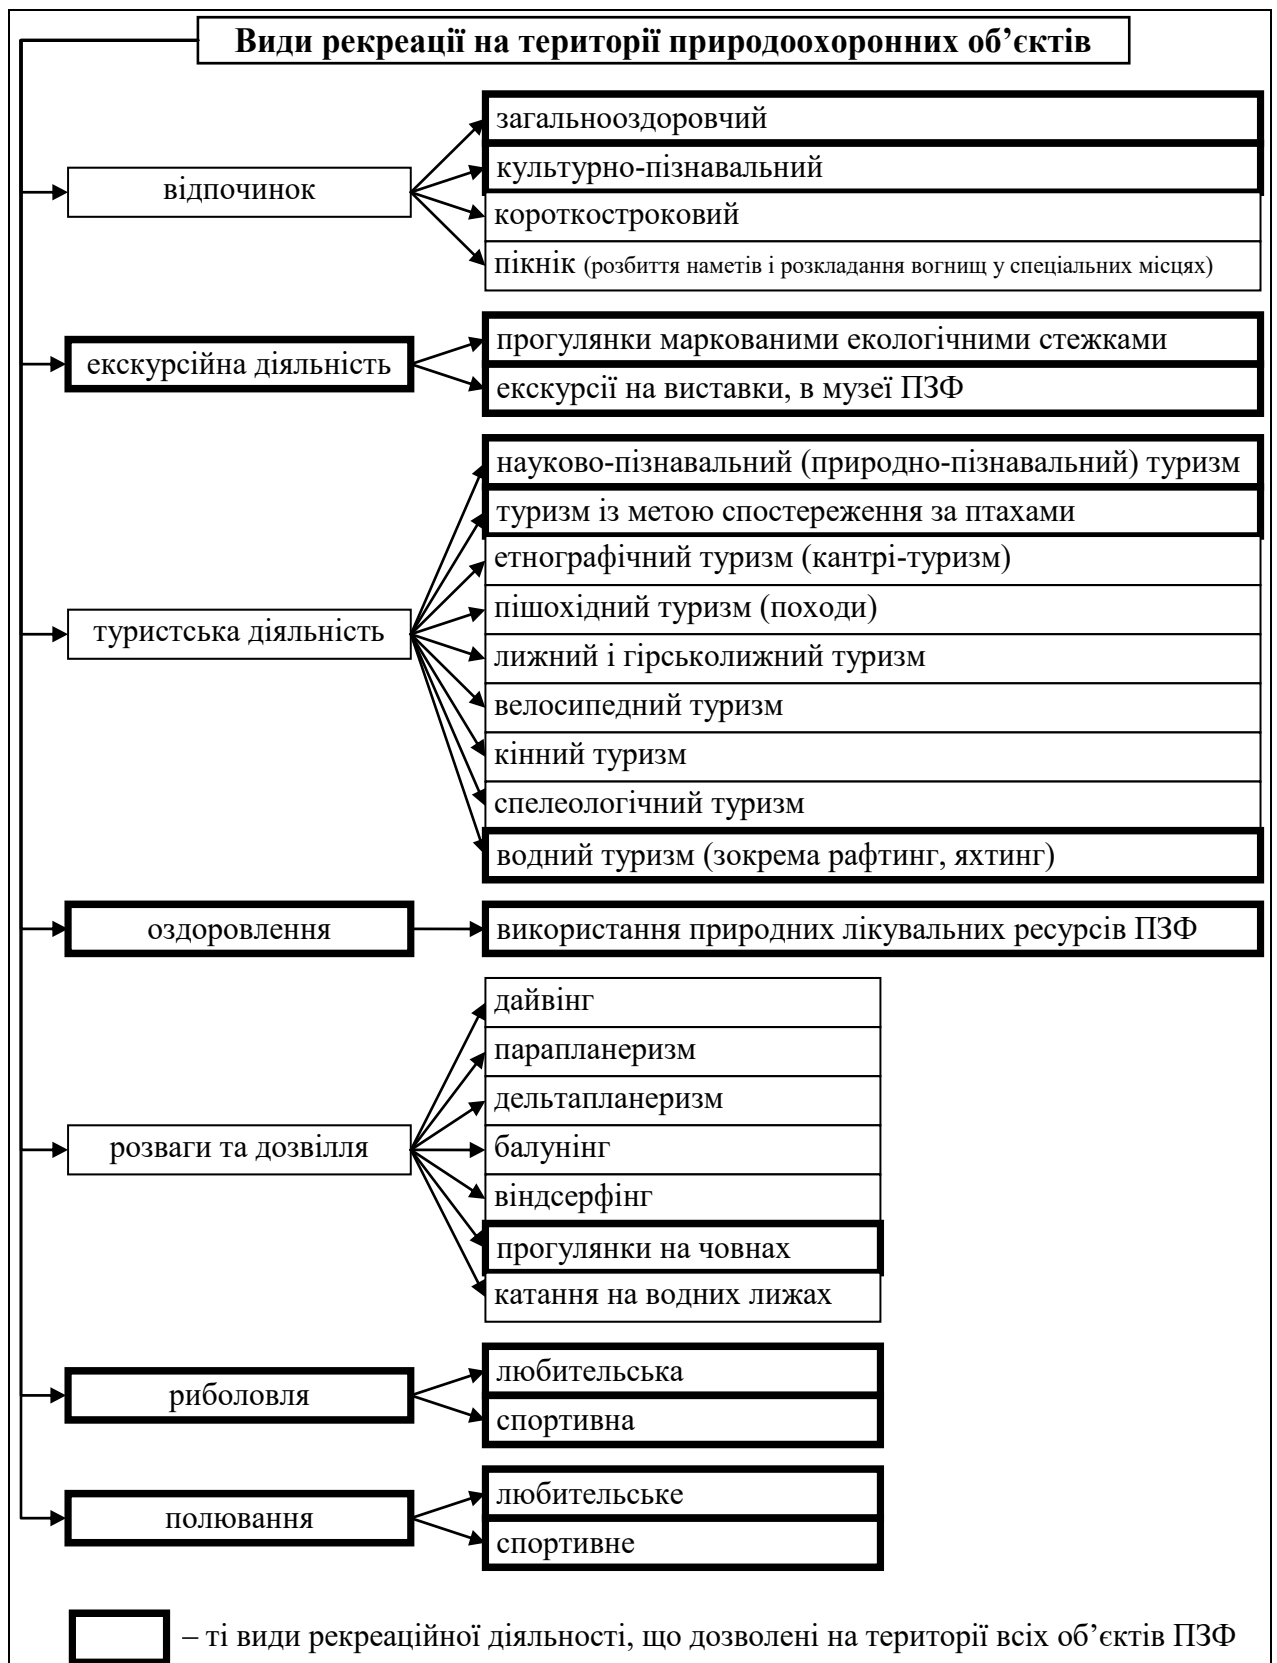 Види рекреації на території природоохоронних об’єктів
відпочинок
загальнооздоровчий
культурно-пізнавальний
короткостроковий
пікнік (розбиття наметів і розкладання вогнищ у спеціальних місцях)
екскурсійна діяльність
прогулянки маркованими екологічними стежками
екскурсії на виставки, в музеї ПЗФ
туристська діяльність
науково-пізнавальний (природно-пізнавальний) туризм
туризм із метою спостереження за птахами
етнографічний туризм (кантрі-туризм)
пішохідний туризм (походи)
лижний і гірськолижний туризм
велосипедний туризм
кінний туризм
спелеологічний туризм
водний туризм (зокрема рафтинг, яхтинг)
оздоровлення
використання природних лікувальних ресурсів ПЗФ
розваги та дозвілля
дайвінг
парапланеризм
дельтапланеризм
балунінг
віндсерфінг
прогулянки на човнах
катання на водних лижах
риболовля
любительська
спортивна
полювання
любительське
спортивне
– ті види рекреаційної діяльності, що дозволені на території всіх об’єктів ПЗФ